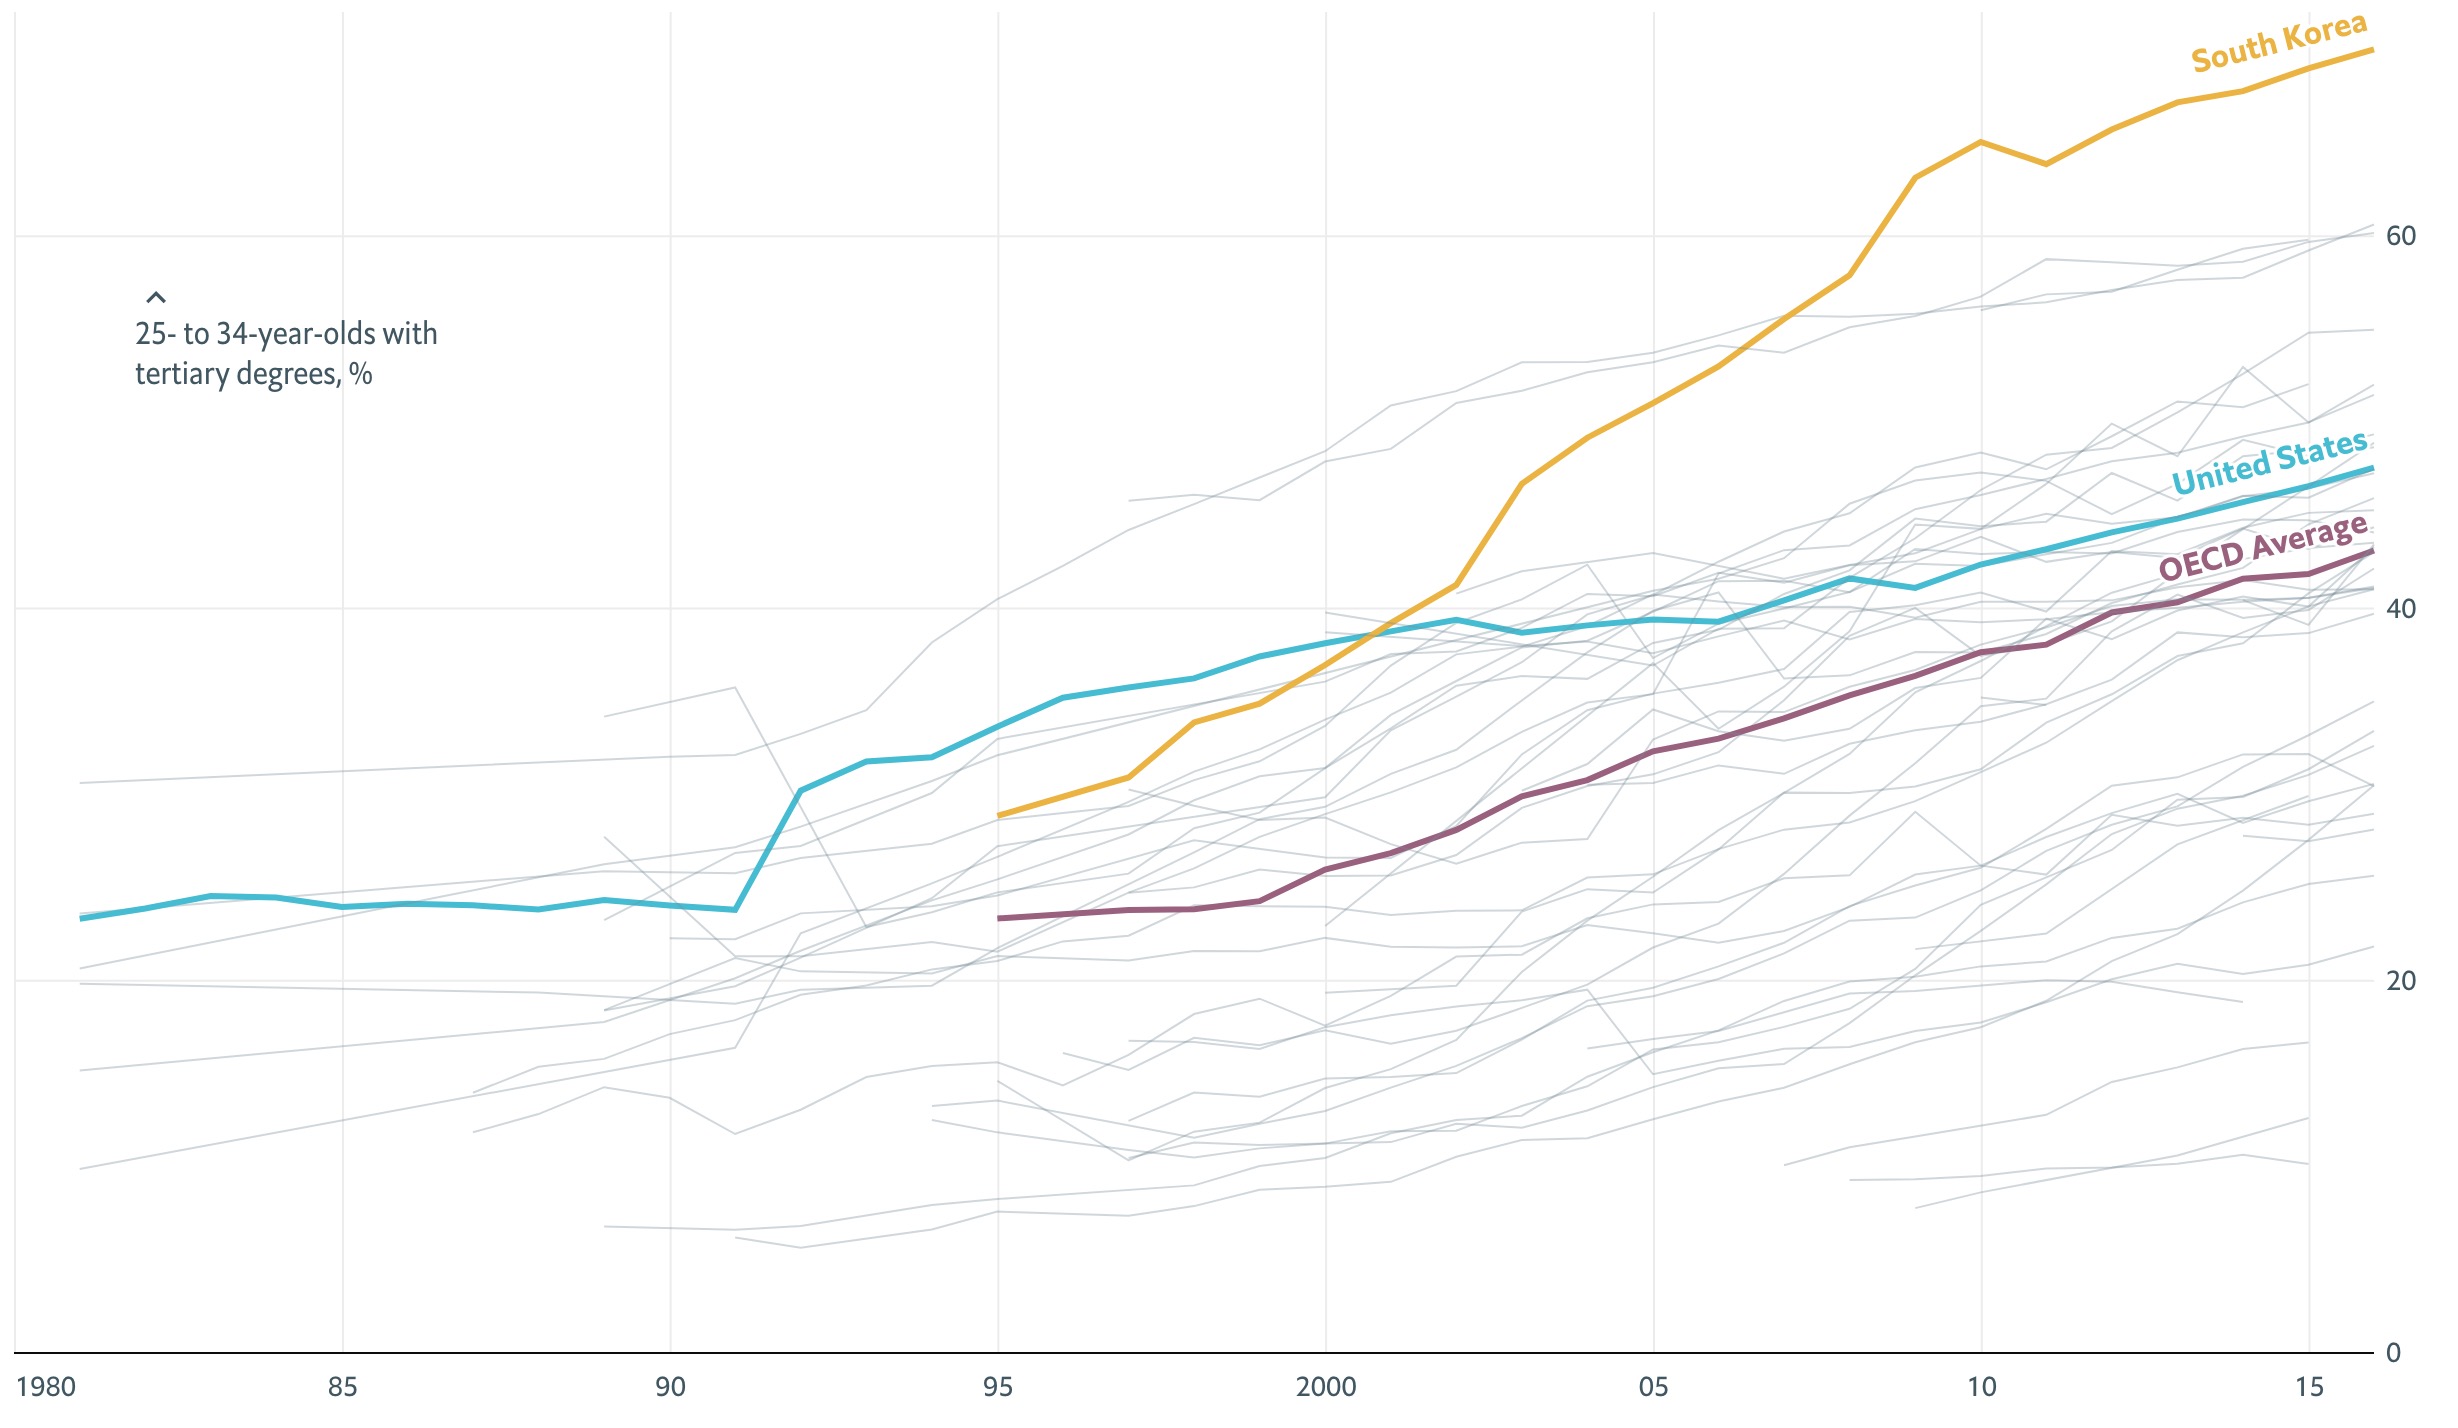 South Korea
60
25- to 34-year-olds with
tertiary degrees, %
United States
OECD Average
40
20
0
1980 85 90 95 2000 05 10 15